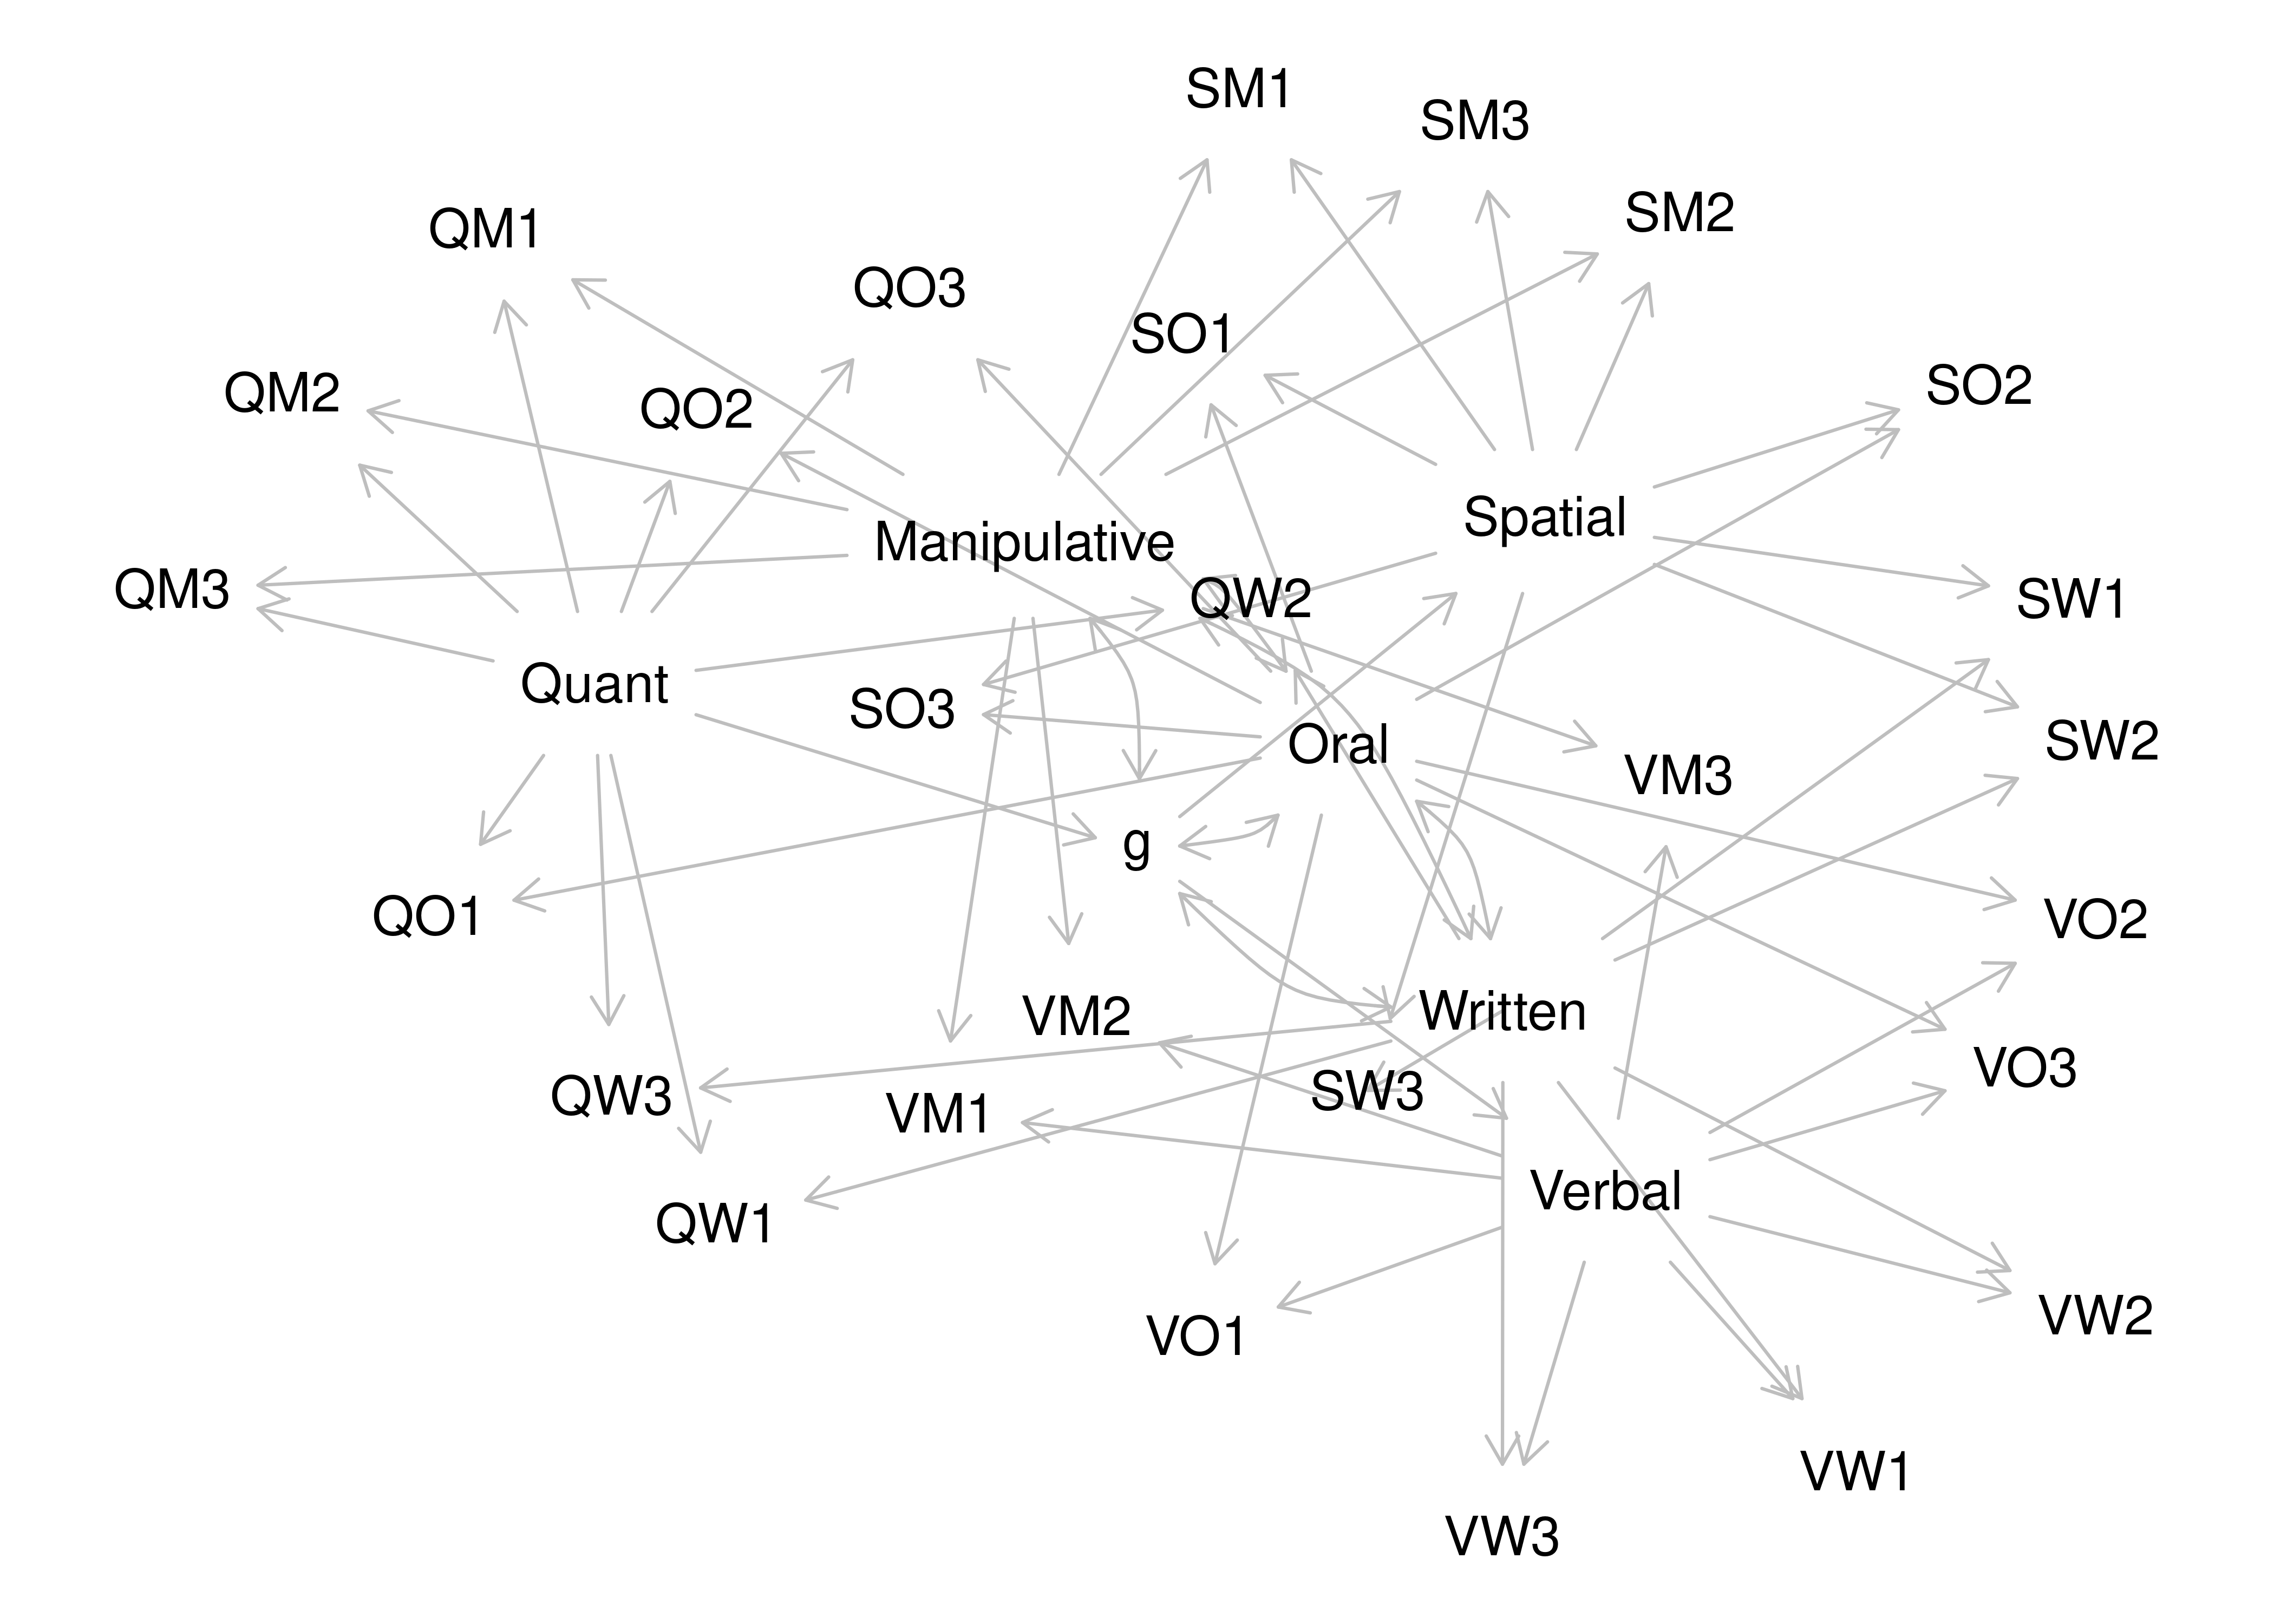 SM1
SM3
SM2
QM1
QO3
SO1
QM2
QO2
SO2
Spatial
Manipulative
QM3
QW2
SW1
Quant
SO3
Oral
SW2
VM3
g
QO1
VO2
VM2
Written
VO3
QW3
SW3
VM1
Verbal
QW1
VO1
VW2
VW1
VW3